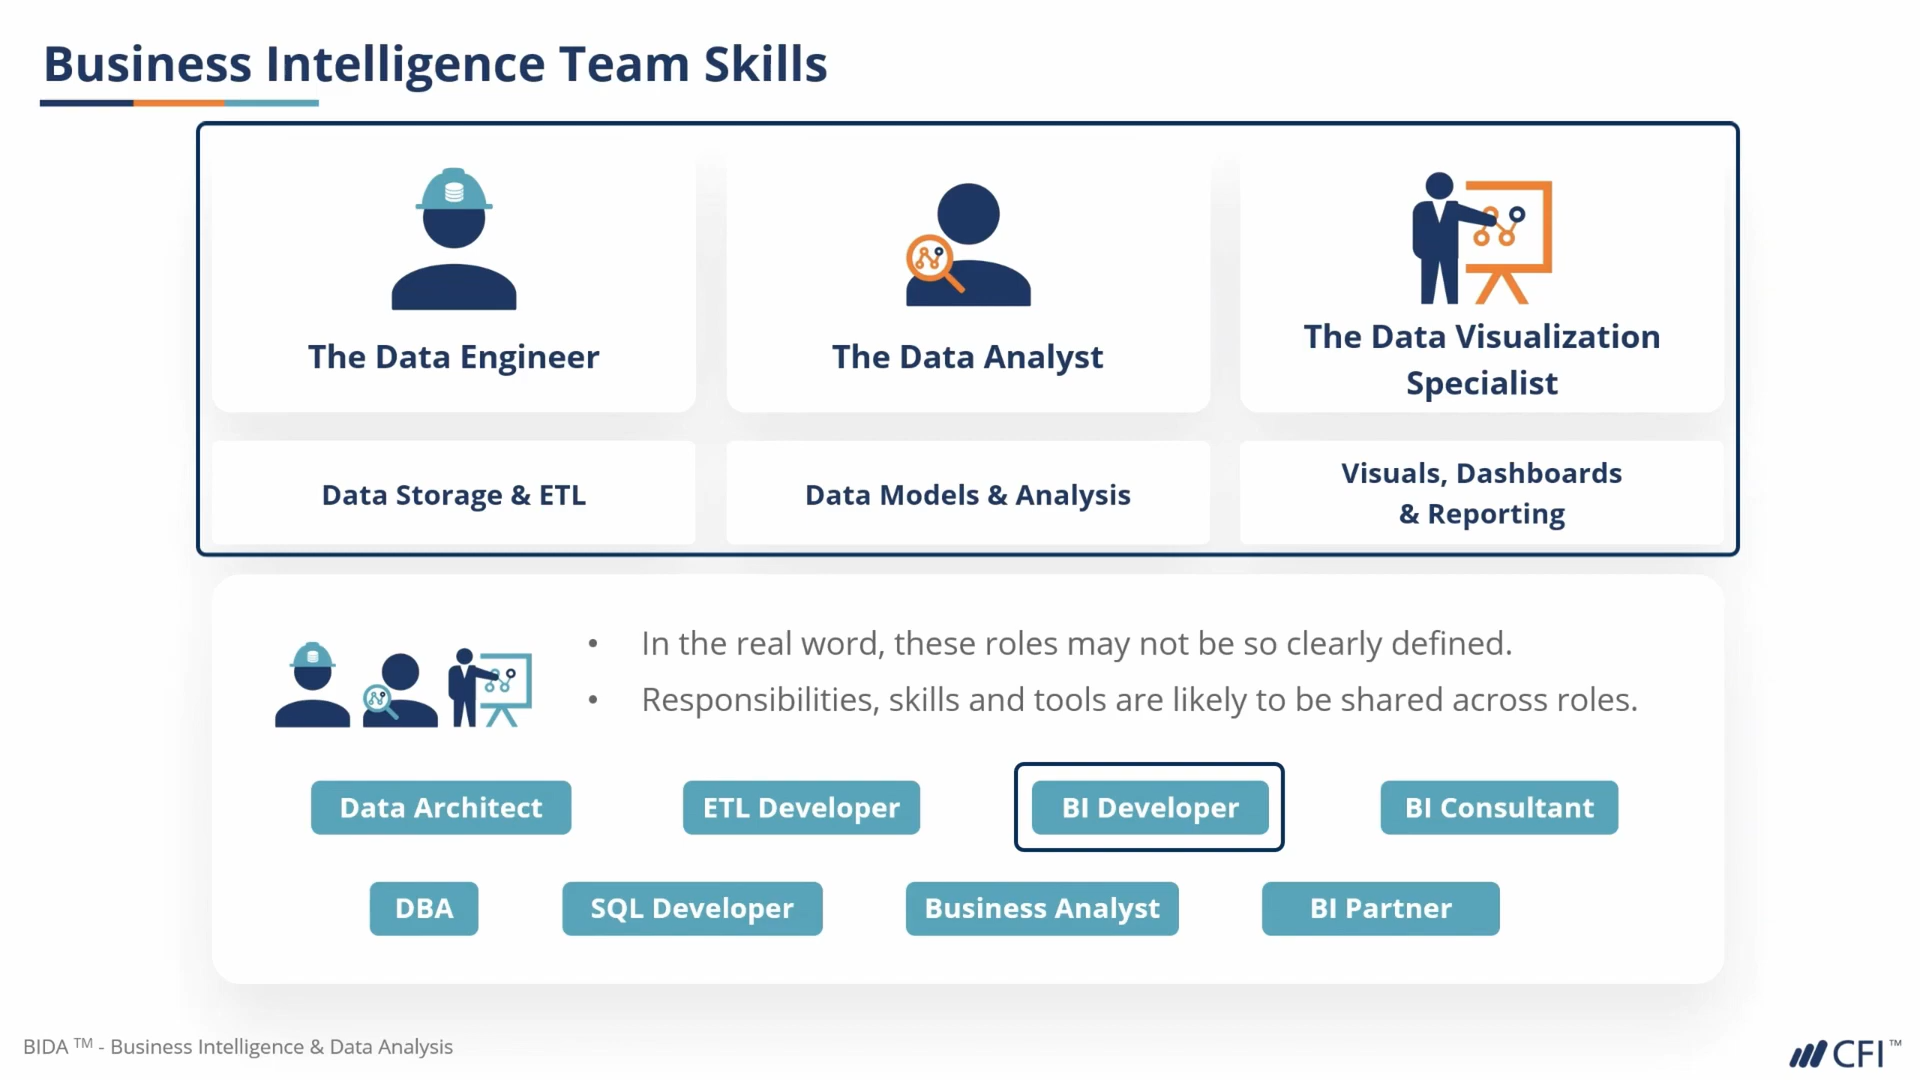 Business Intelligence Team Skills
The Data Engineer
The Data Analyst
The Data Visualization
Specialist
Data Storage & ETL
Data Models & Analysis
Visuals, Dashboards
& Reporting
• In the real word, these roles may not be so clearly defined.
• Responsibilities, skills and tools are likely to be shared across roles.
Data Architect
ETL Developer
BI Developer
BI Consultant
DBA
SQL Developer
Business Analyst
BI Partner
BIDA ™ - Business Intelligence & Data Analysis
CFI™